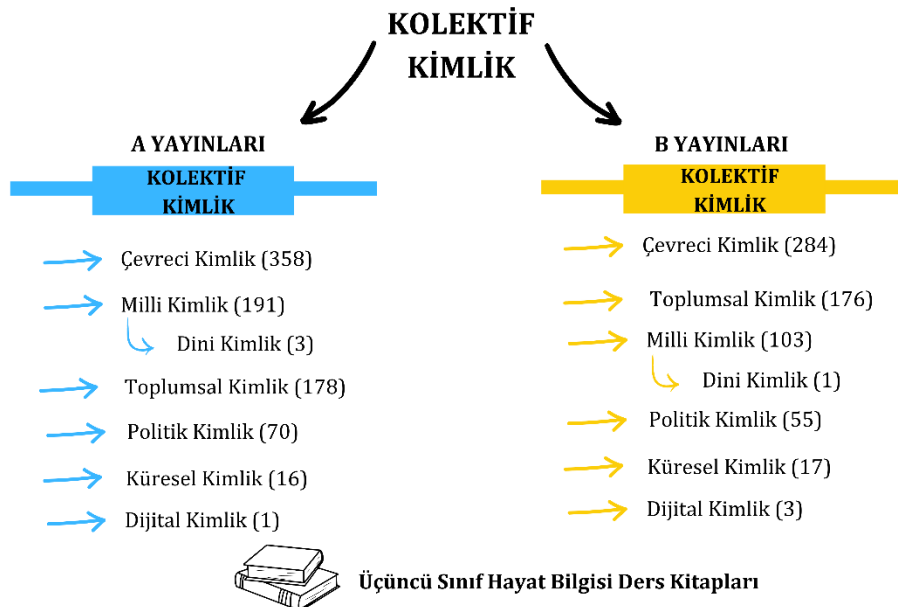 KOLEKTİF
KİMLİK
A YAYINLARI
KOLEKTİF
KİMLİK
Çevreci Kimlik (358)
Milli Kimlik (191)
Dini Kimlik (3)
Toplumsal Kimlik (178)
Politik Kimlik (70)
Küresel Kimlik (16)
Dijital Kimlik (1)
B YAYINLARI
KOLEKTİF
KİMLİK
Çevreci Kimlik (284)
Toplumsal Kimlik (176)
Milli Kimlik (103)
Dini Kimlik (1)
Politik Kimlik (55)
Küresel Kimlik (17)
Dijital Kimlik (3)
Üçüncü Sınıf Hayat Bilgisi Ders Kitapları